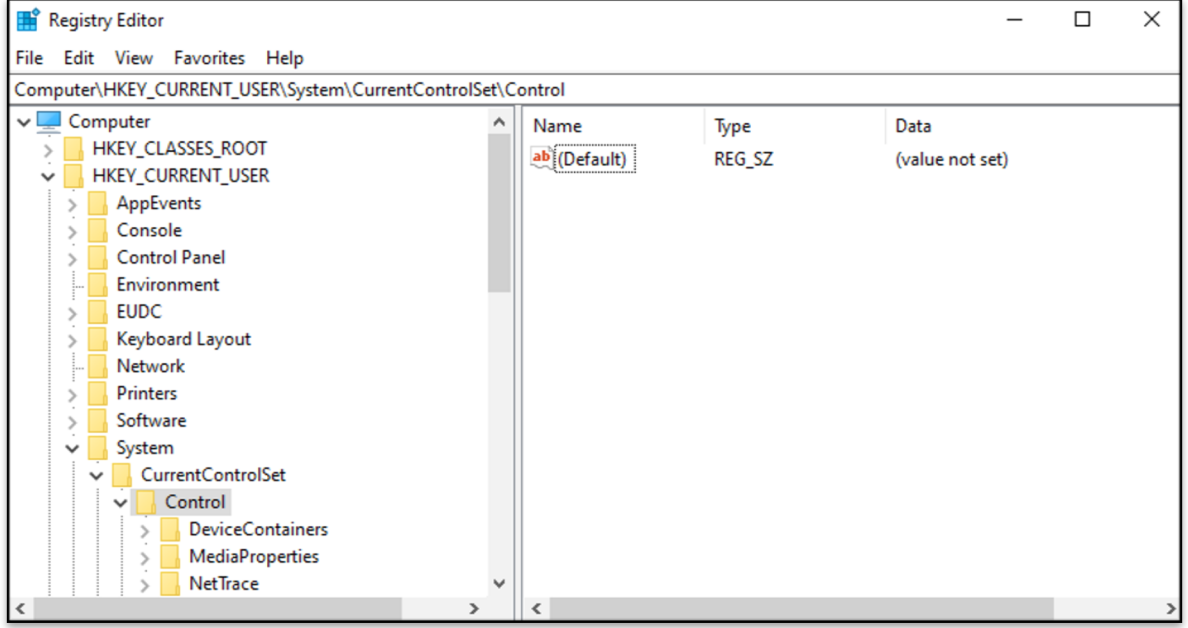 Registry Editor
File Edit View Favorites Help
Computer\HKEY_CURRENT_USER\System\CurrentControlSet\Control
Computer
HKEY_CLASSES_ROOT
HKEY_CURRENT_USER
AppEvents
Console
Control Panel
Environment
EUDC
Keyboard Layout
Network
Printers
Software
System
CurrentControlSet
Control
DeviceContainers
MediaProperties
NetTrace
Name Type Data
ab (Default) REG_SZ (value not set)